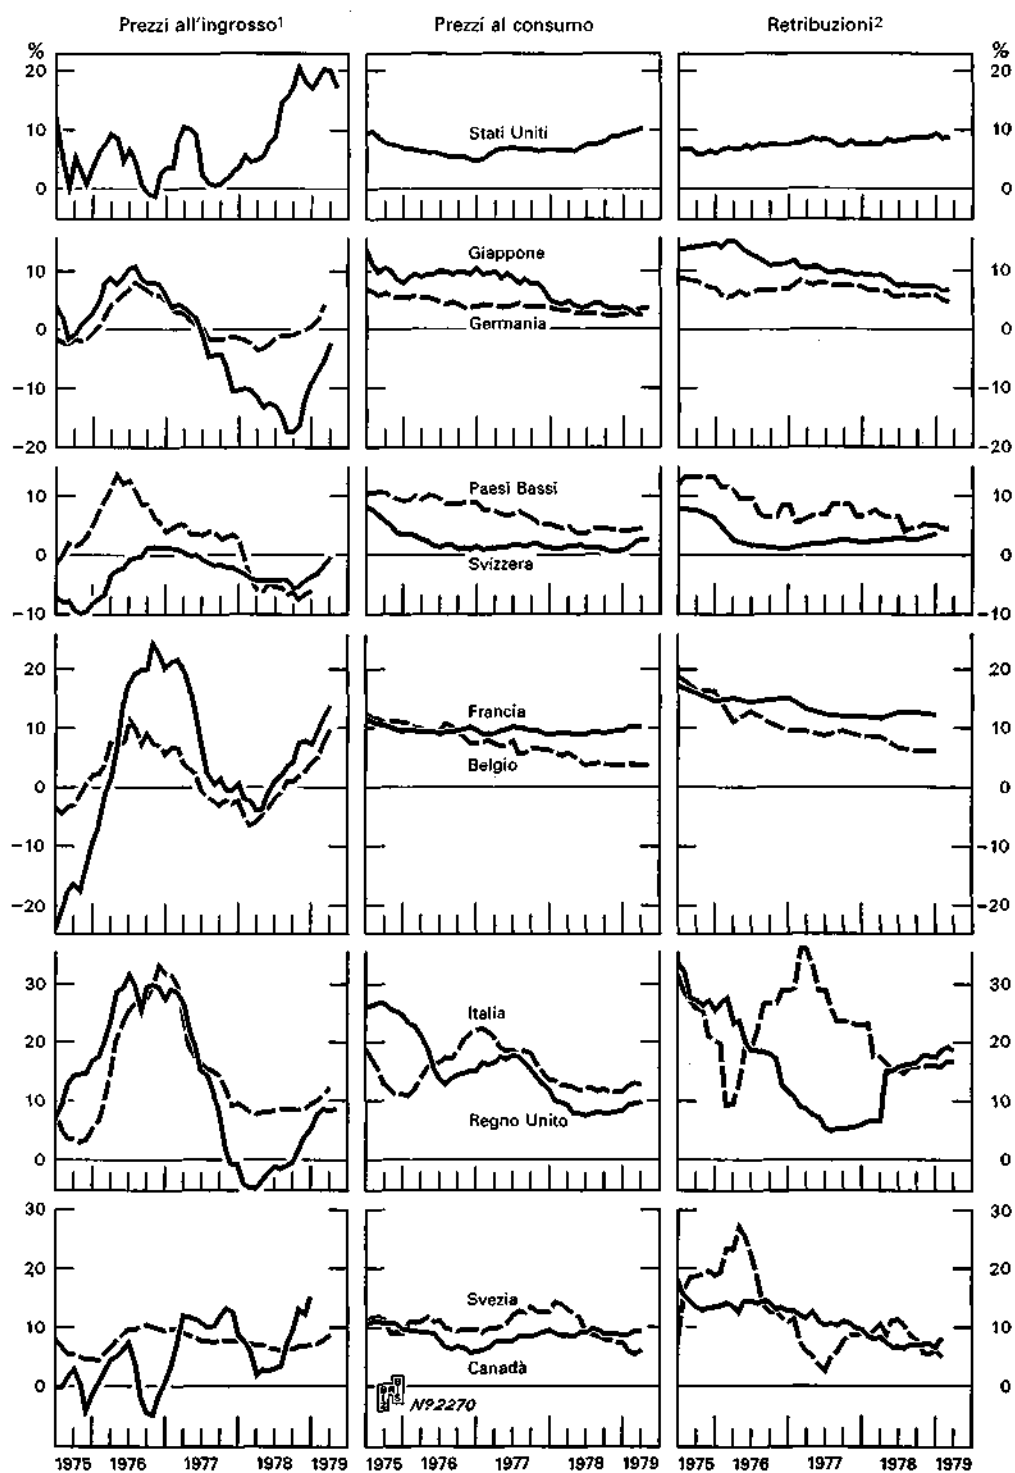 Prezzi all'ingrosso1 Prezzi al consumo Retribuzioni2
% %
20 20
10 Stati Uniti 10
0 0
Giappone
10 10
0 Germania 0
-10 -10
-20 -20
10 Paesi Bassi 10
0 0
Svizzera
-10 -10
20 20
10 Francia 10
Belgio
0 0
-10 -10
-20 -20
30 30
Italia
20 20
10 10
Regno Unito
0 0
30 30
20 20
Svezia
10 10
Canadà
0 0
BRI BIS Nº2270
1975 1976 1977 1978 1979 1975 1976 1977 1978 1979 1975 1976 1977 1978 1979